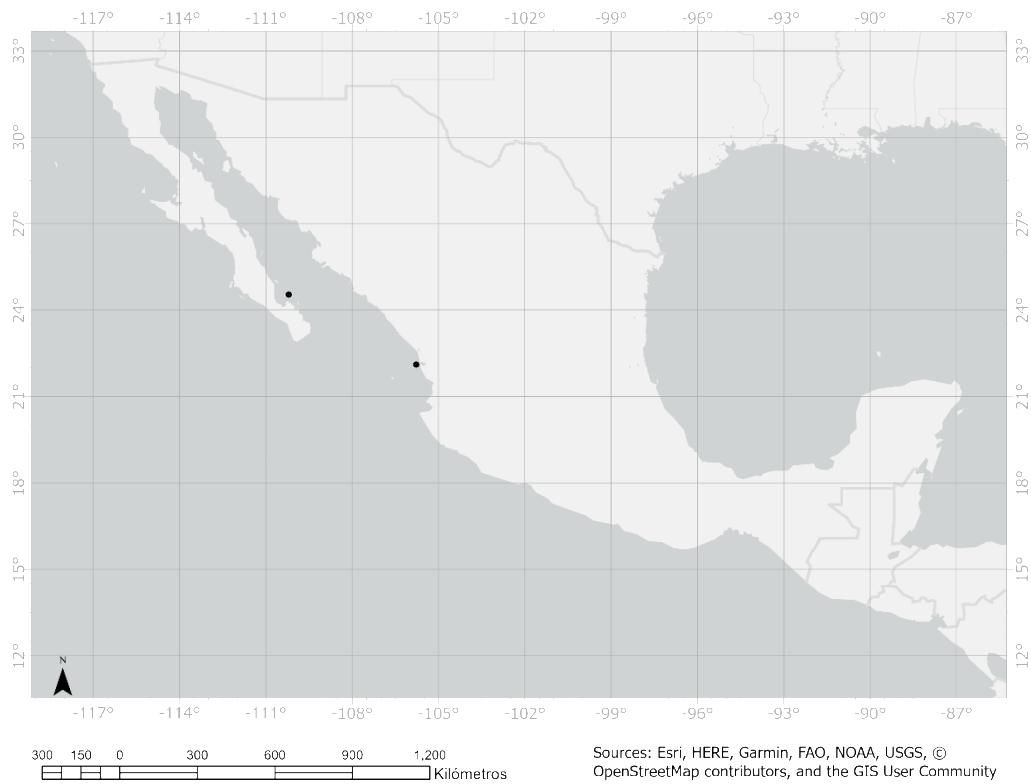 -117° -114° -111° -108° -105° -102° -99° -96° -93° -90° -87°
33° 33°
30° 30°
27° 27°
24° 24°
21° 21°
18° 18°
15° 15°
12° 12°
N
-117° -114° -111° -108° -105° -102° -99° -96° -93° -90° -87°
300 150 0 300 600 900 1,200
Kilómetros
Sources: Esri, HERE, Garmin, FAO, NOAA, USGS, ©
OpenStreetMap contributors, and the GIS User Community